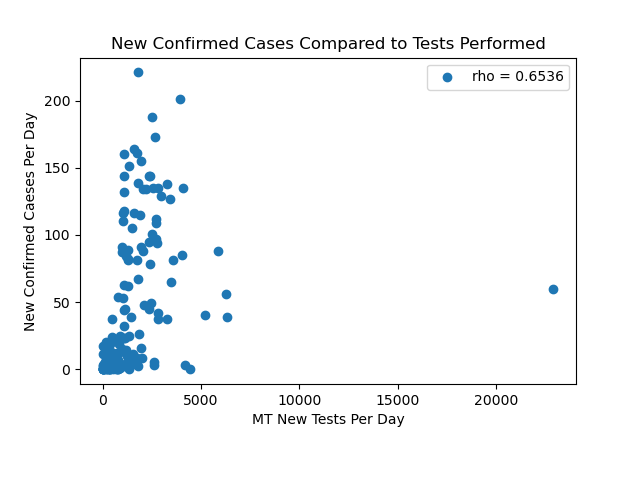 New Confirmed Cases Compared to Tests Performed
rho = 0.6536
New Confirmed Caeses Per Day
200
150
100
50
0
0 5000 10000 15000 20000
MT New Tests Per Day